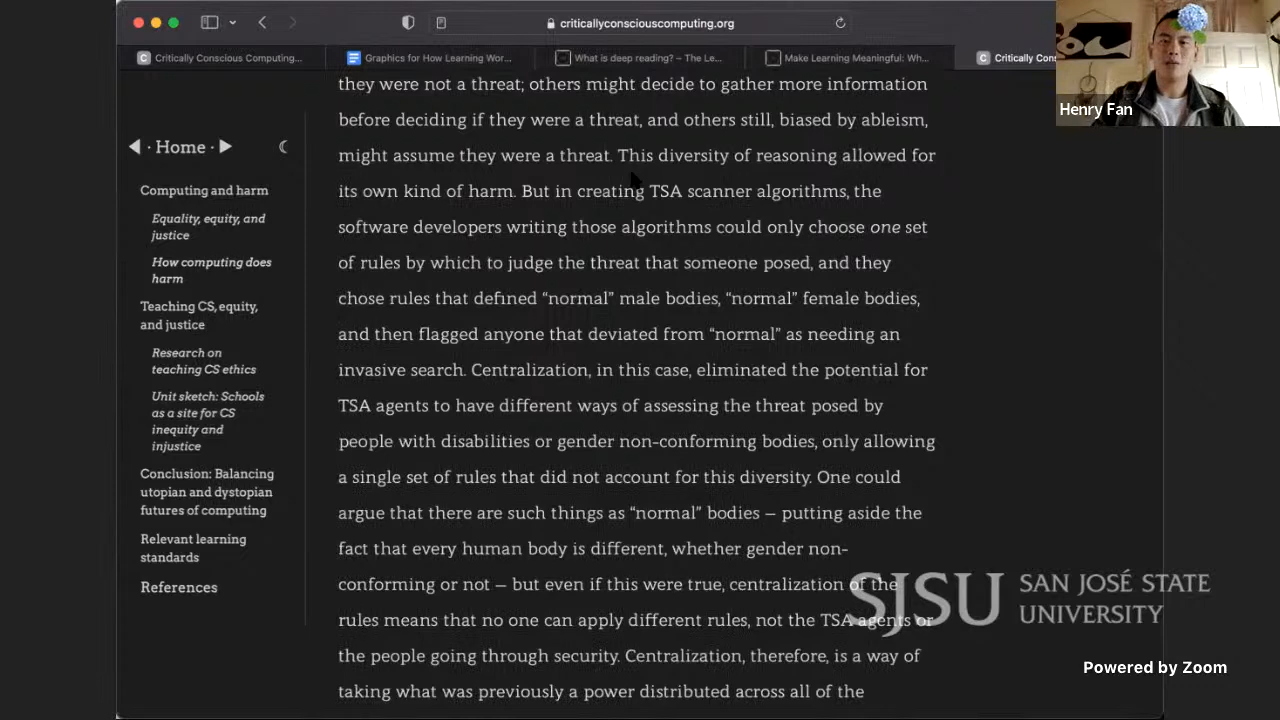 criticallyconsciouscomputing.org
Critically Conscious Computing...
Graphics for How Learning Wor...
What is deep reading? – The Le...
Make Learning Meaningful: Wh...
Critically Cons
Henry Fan
◀ · Home · ▶
Computing and harm
Equality, equity, and
justice
How computing does
harm
Teaching CS, equity,
and justice
Research on
teaching CS ethics
Unit sketch: Schools
as a site for CS
inequity and
injustice
Conclusion: Balancing
utopian and dystopian
futures of computing
Relevant learning
standards
References
they were not a threat; others might decide to gather more information
before deciding if they were a threat, and others still, biased by ableism,
might assume they were a threat. This diversity of reasoning allowed for
its own kind of harm. But in creating TSA scanner algorithms, the
software developers writing those algorithms could only choose one set
of rules by which to judge the threat that someone posed, and they
chose rules that defined “normal” male bodies, “normal” female bodies,
and then flagged anyone that deviated from “normal” as needing an
invasive search. Centralization, in this case, eliminated the potential for
TSA agents to have different ways of assessing the threat posed by
people with disabilities or gender non-conforming bodies, only allowing
a single set of rules that did not account for this diversity. One could
argue that there are such things as “normal” bodies — putting aside the
fact that every human body is different, whether gender non-
conforming or not — but even if this were true, centralization of the
rules means that no one can apply different rules, not the TSA agents or
the people going through security. Centralization, therefore, is a way of
taking what was previously a power distributed across all of the
SJSU SAN JOSÉ STATE
UNIVERSITY
Powered by Zoom